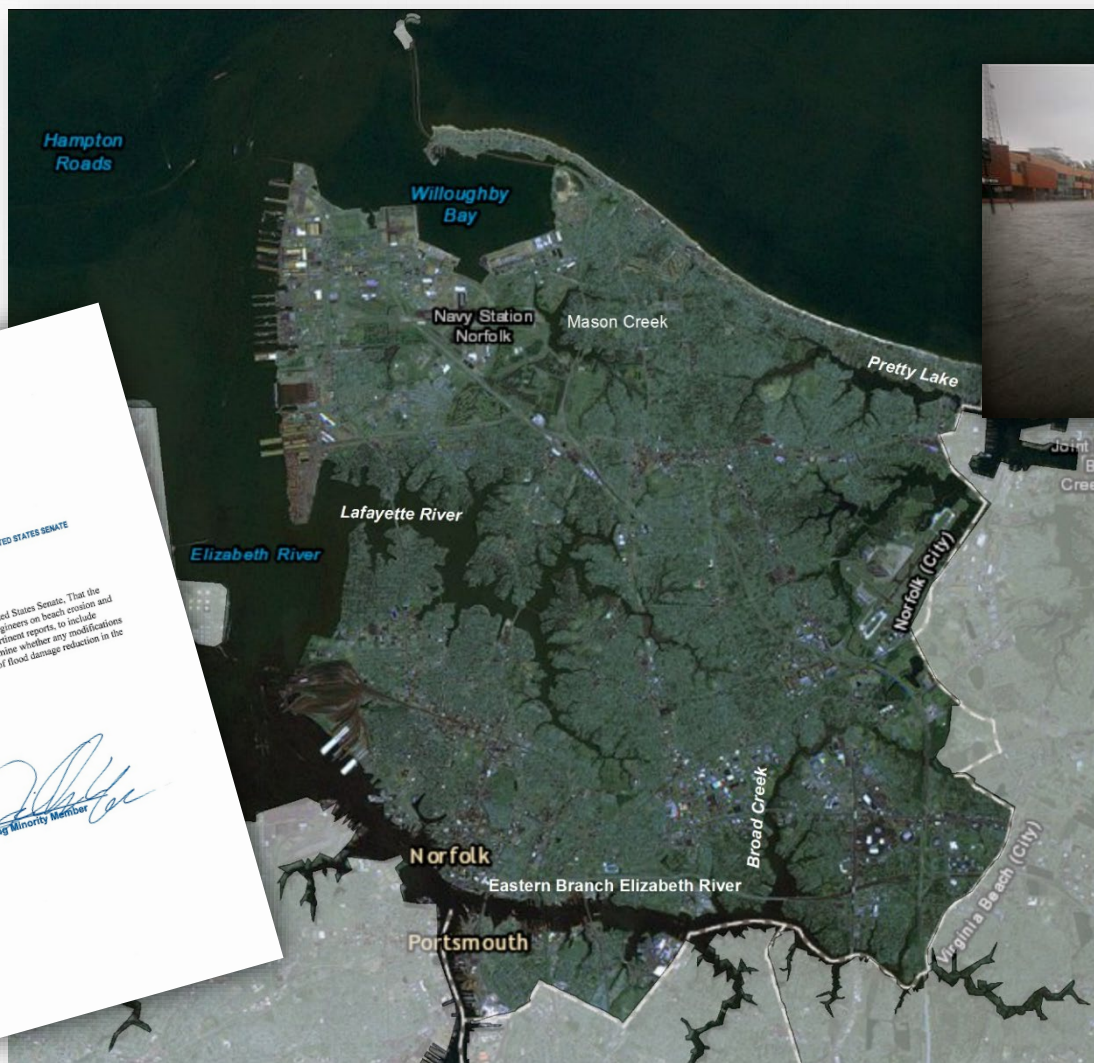 Hampton
Roads
Willoughby
Bay
Navy Station
Norfolk
Mason Creek
Pretty Lake
Joint
Lafayette River
Elizabeth River
Norfolk (City)
Broad Creek
Norfolk
Eastern Branch Elizabeth River
Portsmouth
Virginia Beach (City)
STATES SENATE
ed States Senate, That the
gineers on beach erosion and
rtinent reports, to include
mine whether any modifications
of flood damage reduction in the
g Minority Member